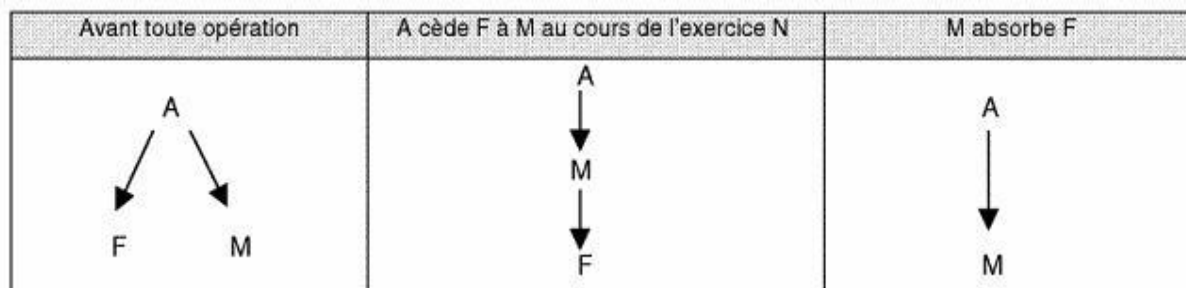 Avant toute opération
A cède F à M au cours de l'exercice N
M absorbe F
A
F M
A
M
F
A
M